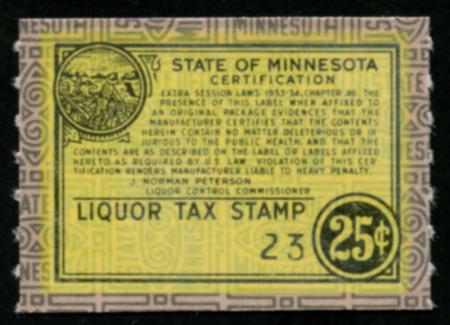 MINNESOTA
STATE OF MINNESOTA
CERTIFICATION
EXTRA SESSION LAWS 1933-34, CHAPTER 46. THE
PRESENCE OF THIS LABEL WHEN AFFIXED TO
AN ORIGINAL PACKAGE EVIDENCES THAT THE
MANUFACTURER CERTIFIES THAT THE CONTENTS
HEREIN CONTAIN NO MATTER DELETERIOUS OR IN-
JURIOUS TO THE PUBLIC HEALTH, AND THAT THE
CONTENTS ARE AS DESCRIBED ON THE LABEL OR LABELS AFFIXED
HERETO AS REQUIRED BY U.S. LAW. VIOLATION OF THIS CER-
TIFICATION RENDERS MANUFACTURER LIABLE TO HEAVY PENALTY.
J. NORMAN PETERSON
LIQUOR CONTROL COMMISSIONER
LIQUOR TAX STAMP
23
25¢